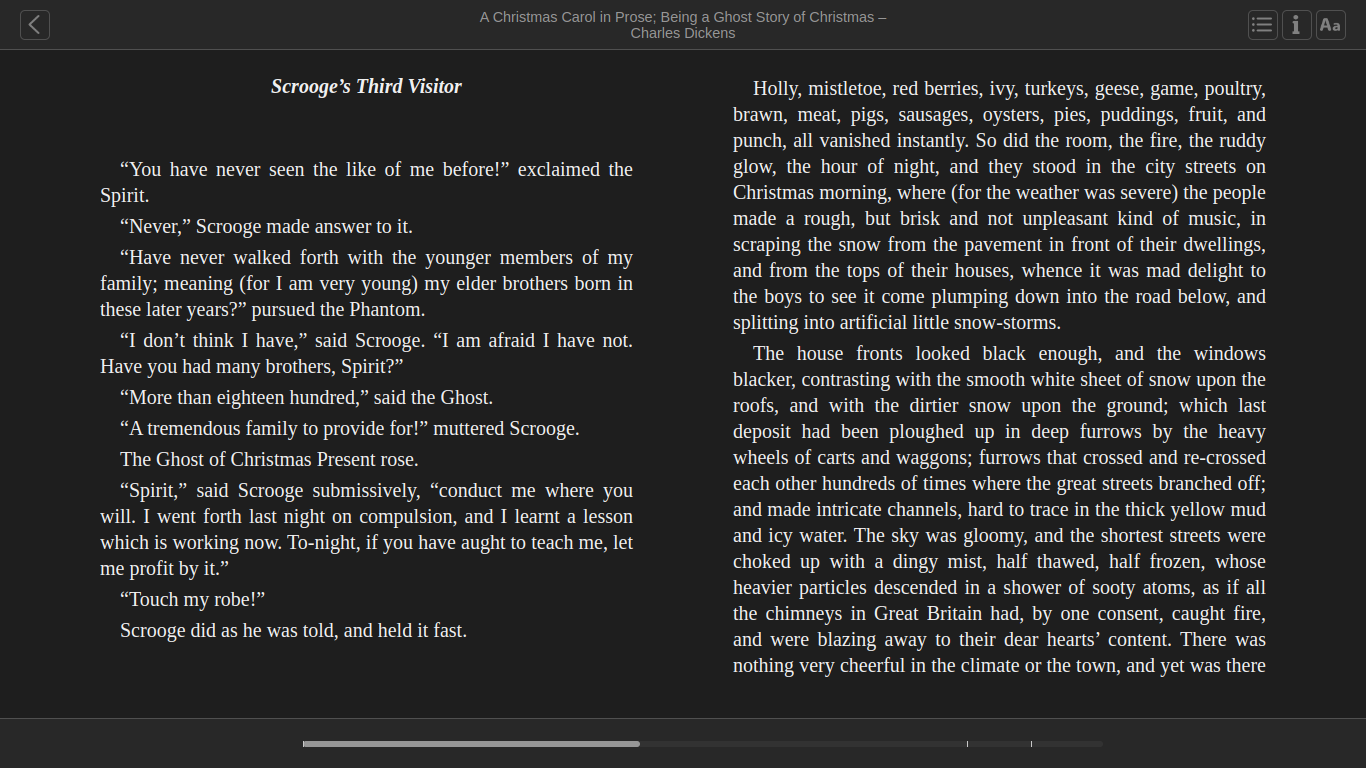 A Christmas Carol in Prose; Being a Ghost Story of Christmas –
Charles Dickens
Aa
Scrooge’s Third Visitor
“You have never seen the like of me before!” exclaimed the
Spirit.
“Never,” Scrooge made answer to it.
“Have never walked forth with the younger members of my
family; meaning (for I am very young) my elder brothers born in
these later years?” pursued the Phantom.
“I don’t think I have,” said Scrooge. “I am afraid I have not.
Have you had many brothers, Spirit?”
“More than eighteen hundred,” said the Ghost.
“A tremendous family to provide for!” muttered Scrooge.
The Ghost of Christmas Present rose.
“Spirit,” said Scrooge submissively, “conduct me where you
will. I went forth last night on compulsion, and I learnt a lesson
which is working now. To-night, if you have aught to teach me, let
me profit by it.”
“Touch my robe!”
Scrooge did as he was told, and held it fast.
Holly, mistletoe, red berries, ivy, turkeys, geese, game, poultry,
brawn, meat, pigs, sausages, oysters, pies, puddings, fruit, and
punch, all vanished instantly. So did the room, the fire, the ruddy
glow, the hour of night, and they stood in the city streets on
Christmas morning, where (for the weather was severe) the people
made a rough, but brisk and not unpleasant kind of music, in
scraping the snow from the pavement in front of their dwellings,
and from the tops of their houses, whence it was mad delight to
the boys to see it come plumping down into the road below, and
splitting into artificial little snow-storms.
The house fronts looked black enough, and the windows
blacker, contrasting with the smooth white sheet of snow upon the
roofs, and with the dirtier snow upon the ground; which last
deposit had been ploughed up in deep furrows by the heavy
wheels of carts and waggons; furrows that crossed and re-crossed
each other hundreds of times where the great streets branched off;
and made intricate channels, hard to trace in the thick yellow mud
and icy water. The sky was gloomy, and the shortest streets were
choked up with a dingy mist, half thawed, half frozen, whose
heavier particles descended in a shower of sooty atoms, as if all
the chimneys in Great Britain had, by one consent, caught fire,
and were blazing away to their dear hearts’ content. There was
nothing very cheerful in the climate or the town, and yet was there